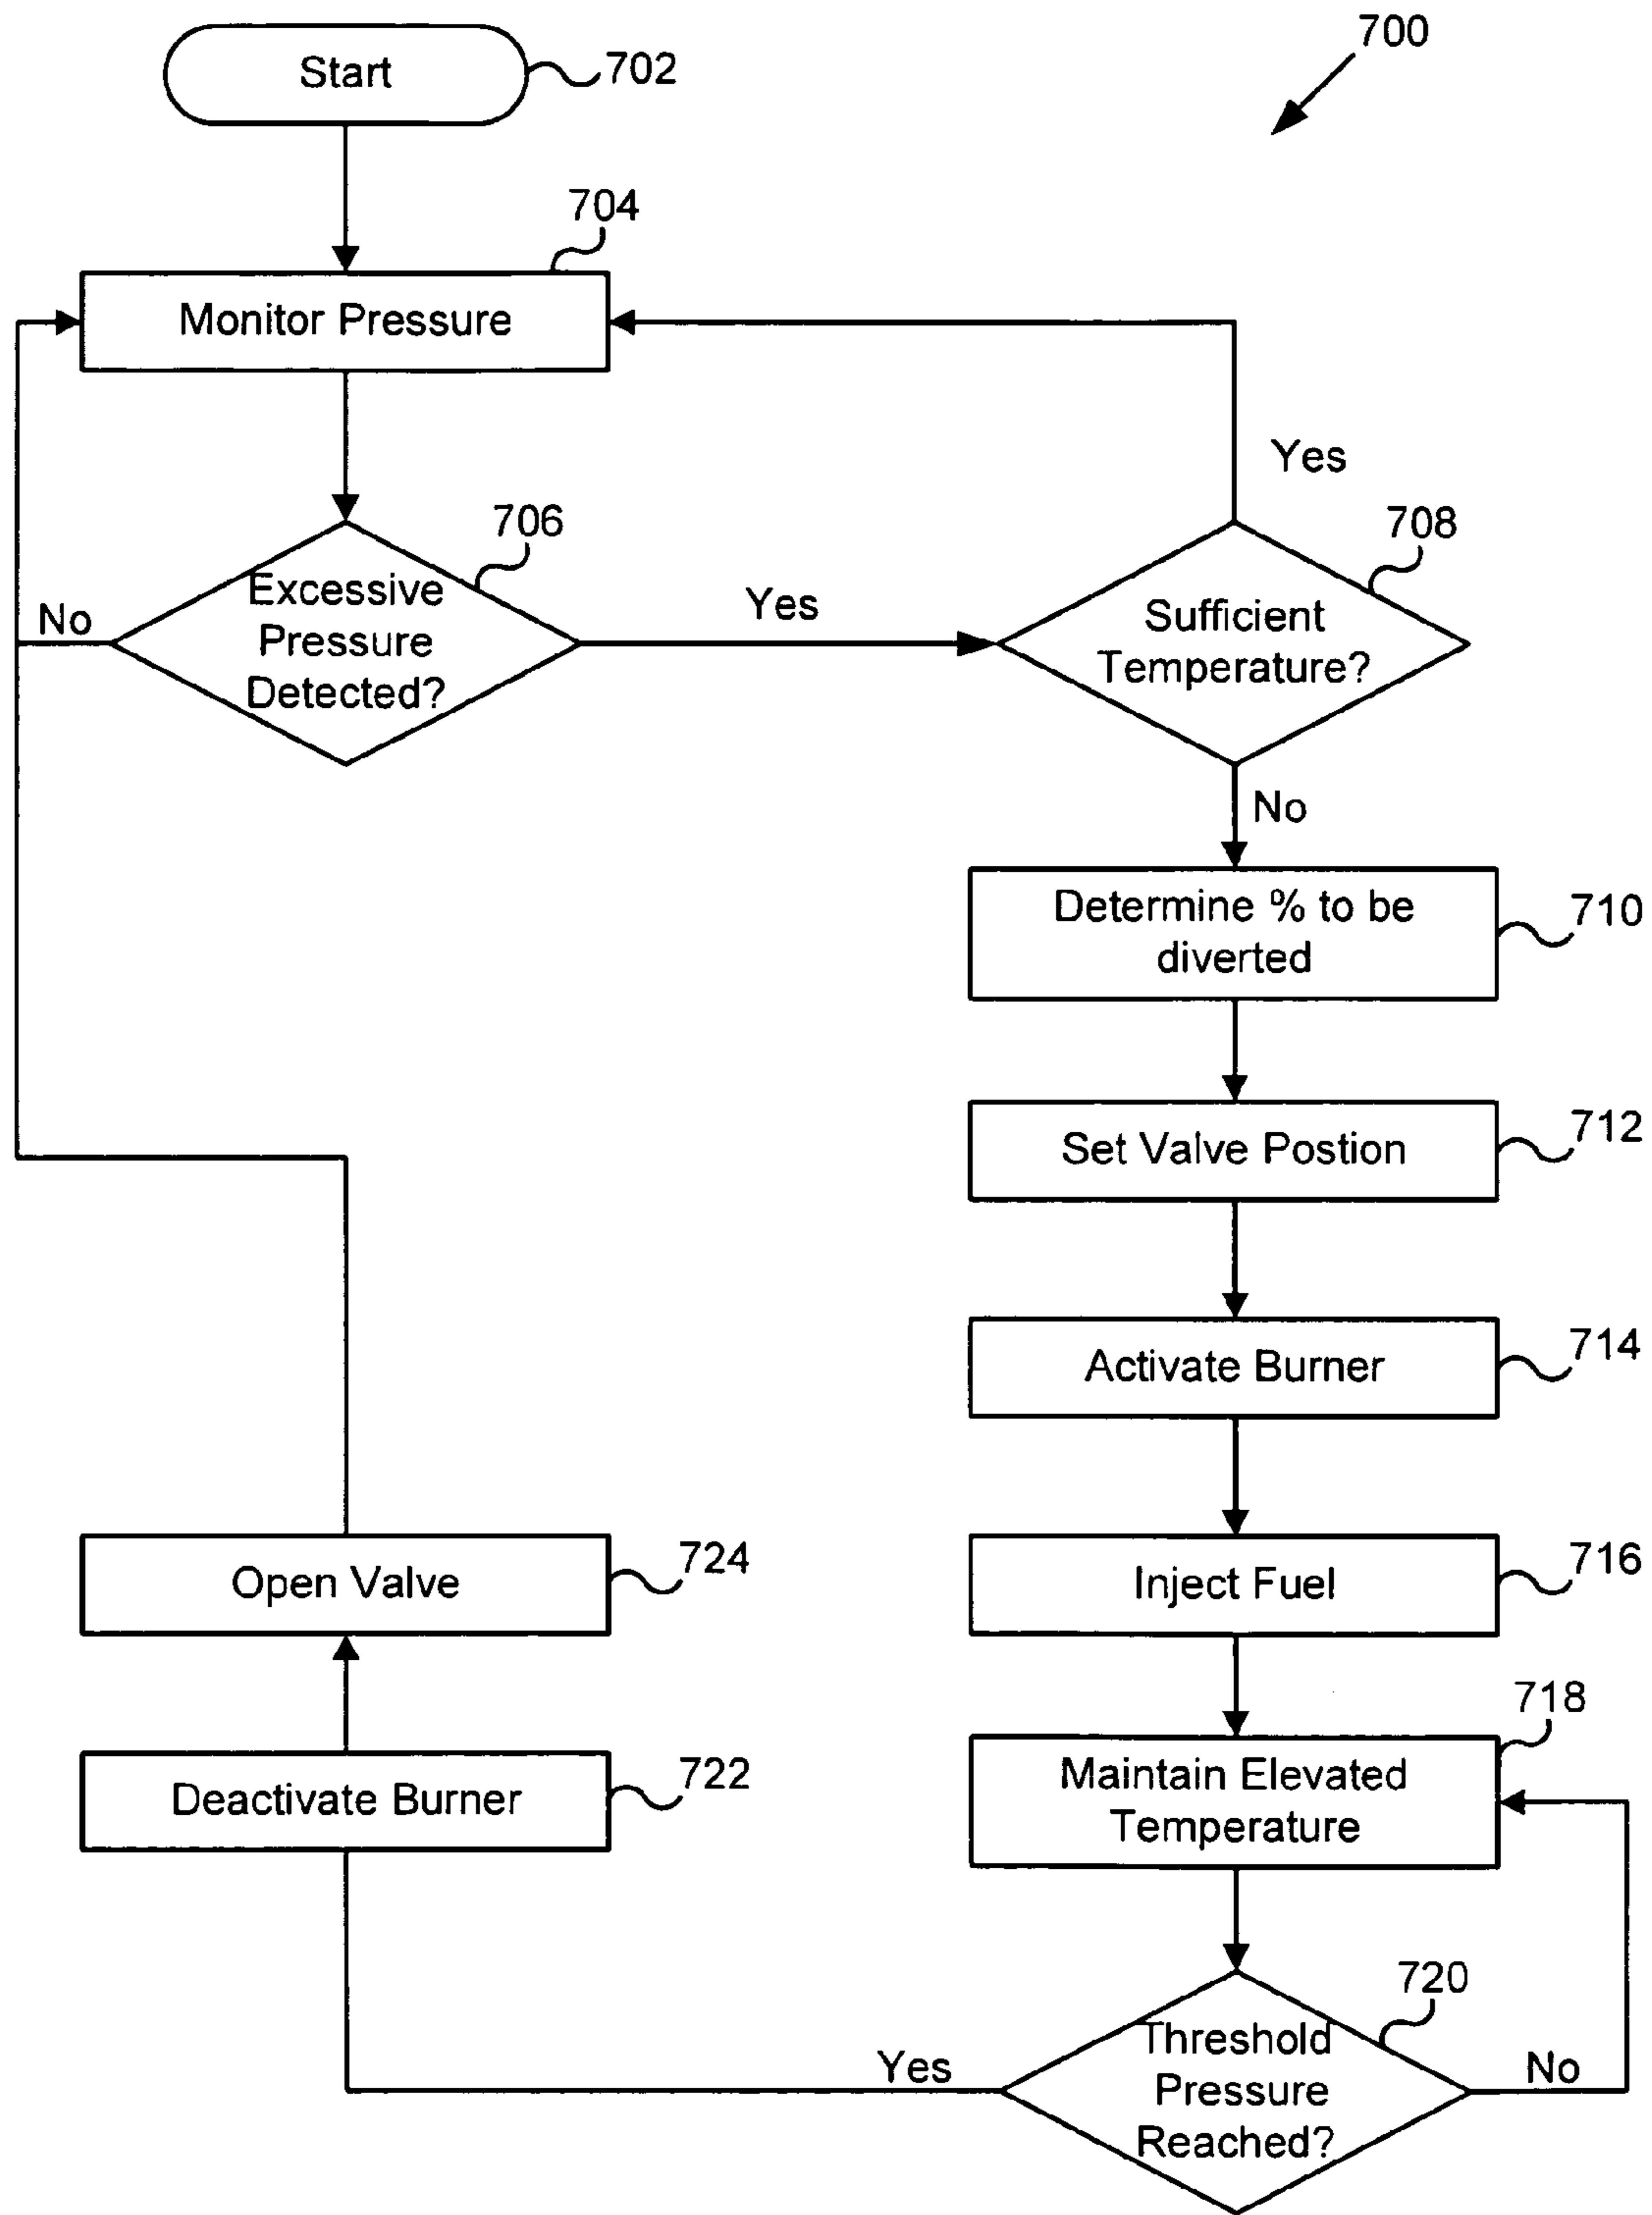 700
Start
702
704
Monitor Pressure
Yes
706
708
Excessive
Pressure
Detected?
No
Yes
Sufficient
Temperature?
No
Determine % to be
diverted
710
Set Valve Postion
712
Activate Burner
714
Open Valve
724
Inject Fuel
716
718
Deactivate Burner
722
Maintain Elevated
Temperature
720
Threshold
Pressure
Reached?
Yes
No